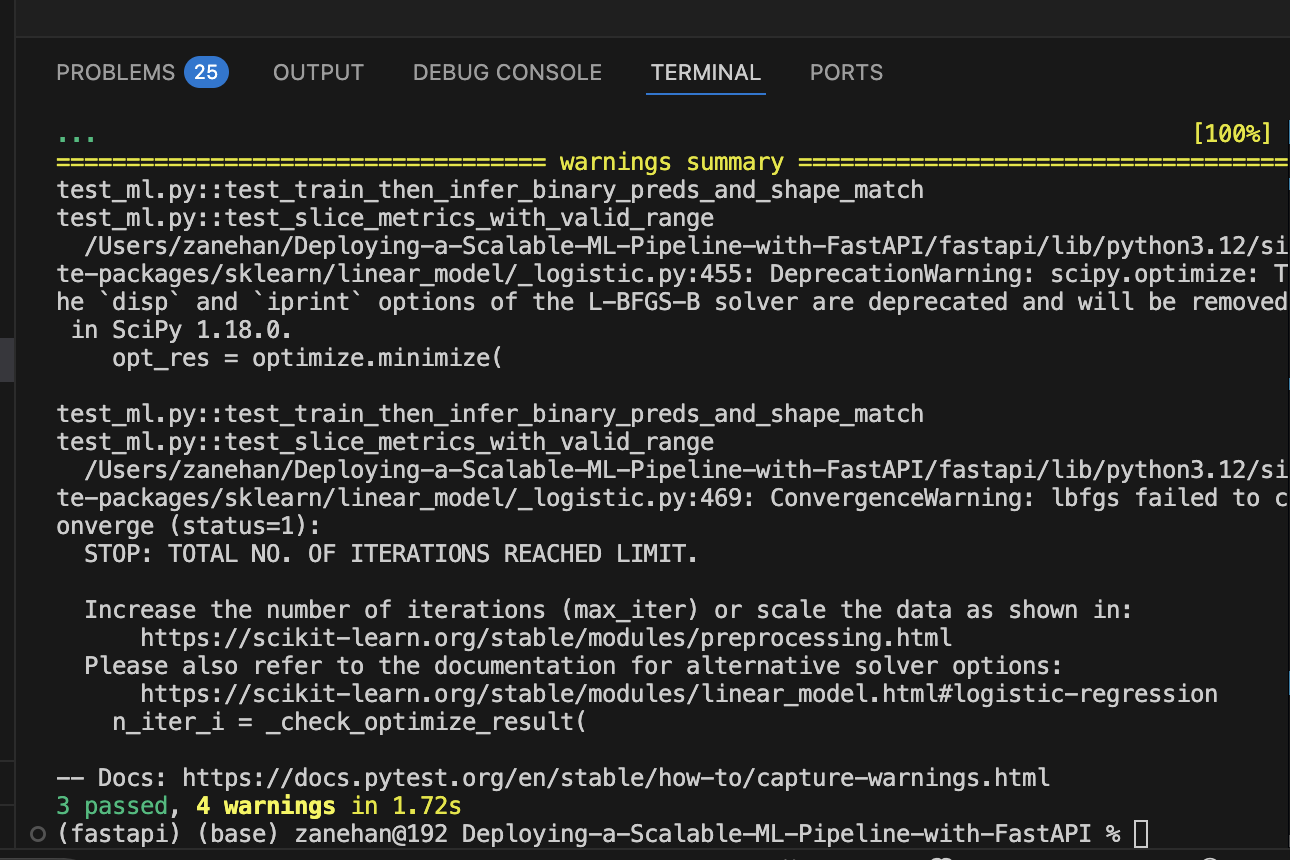 PROBLEMS 25 OUTPUT DEBUG CONSOLE TERMINAL PORTS
... [100%]
=================================== warnings summary ===================================
test_ml.py::test_train_then_infer_binary_preds_and_shape_match
test_ml.py::test_slice_metrics_with_valid_range
  /Users/zanehan/Deploying-a-Scalable-ML-Pipeline-with-FastAPI/fastapi/lib/python3.12/si
te-packages/sklearn/linear_model/_logistic.py:455: DeprecationWarning: scipy.optimize: T
he `disp` and `iprint` options of the L-BFGS-B solver are deprecated and will be removed
 in SciPy 1.18.0.
    opt_res = optimize.minimize(

test_ml.py::test_train_then_infer_binary_preds_and_shape_match
test_ml.py::test_slice_metrics_with_valid_range
  /Users/zanehan/Deploying-a-Scalable-ML-Pipeline-with-FastAPI/fastapi/lib/python3.12/si
te-packages/sklearn/linear_model/_logistic.py:469: ConvergenceWarning: lbfgs failed to c
onverge (status=1):
  STOP: TOTAL NO. OF ITERATIONS REACHED LIMIT.

  Increase the number of iterations (max_iter) or scale the data as shown in:
      https://scikit-learn.org/stable/modules/preprocessing.html
  Please also refer to the documentation for alternative solver options:
      https://scikit-learn.org/stable/modules/linear_model.html#logistic-regression
    n_iter_i = _check_optimize_result(

-- Docs: https://docs.pytest.org/en/stable/how-to/capture-warnings.html
3 passed, 4 warnings in 1.72s
(fastapi) (base) zanehan@192 Deploying-a-Scalable-ML-Pipeline-with-FastAPI %